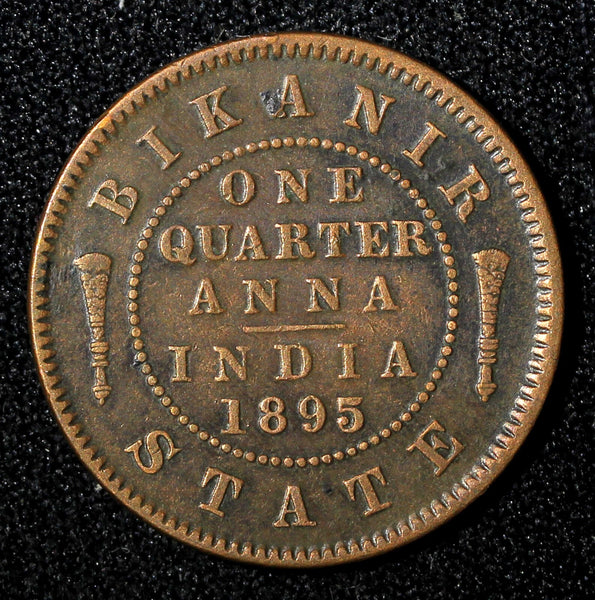 BIKANIR
ONE
QUARTER
ANNA
INDIA
1895
STATE